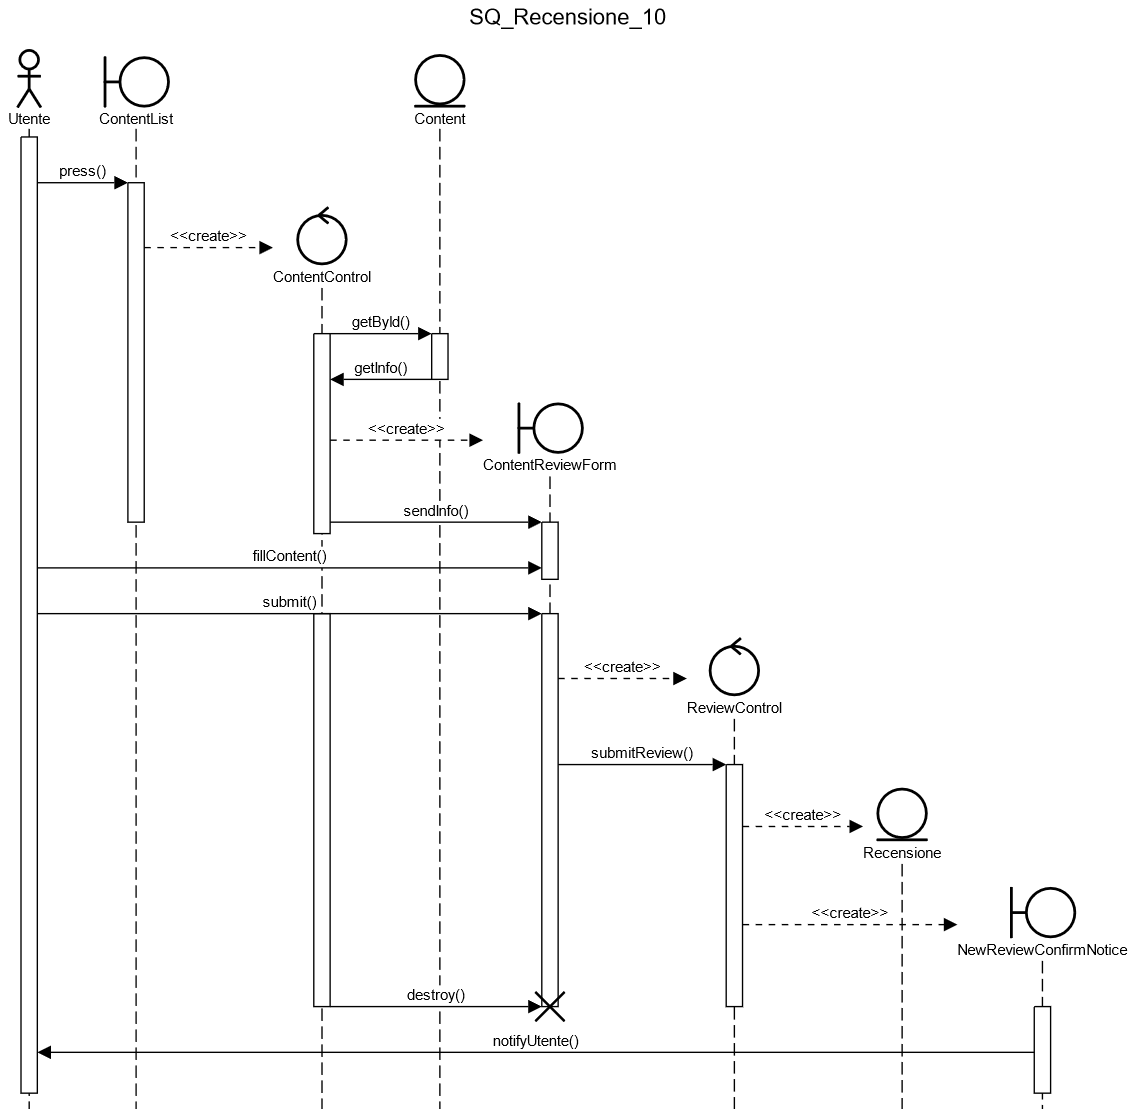 SQ_Recensione_10
Utente
ContentList
Content
press()
<<create>>
ContentControl
getById()
getInfo()
<<create>>
ContentReviewForm
sendInfo()
fillContent()
submit()
<<create>>
ReviewControl
submitReview()
<<create>>
Recensione
<<create>>
NewReviewConfirmNotice
destroy()
notifyUtente()